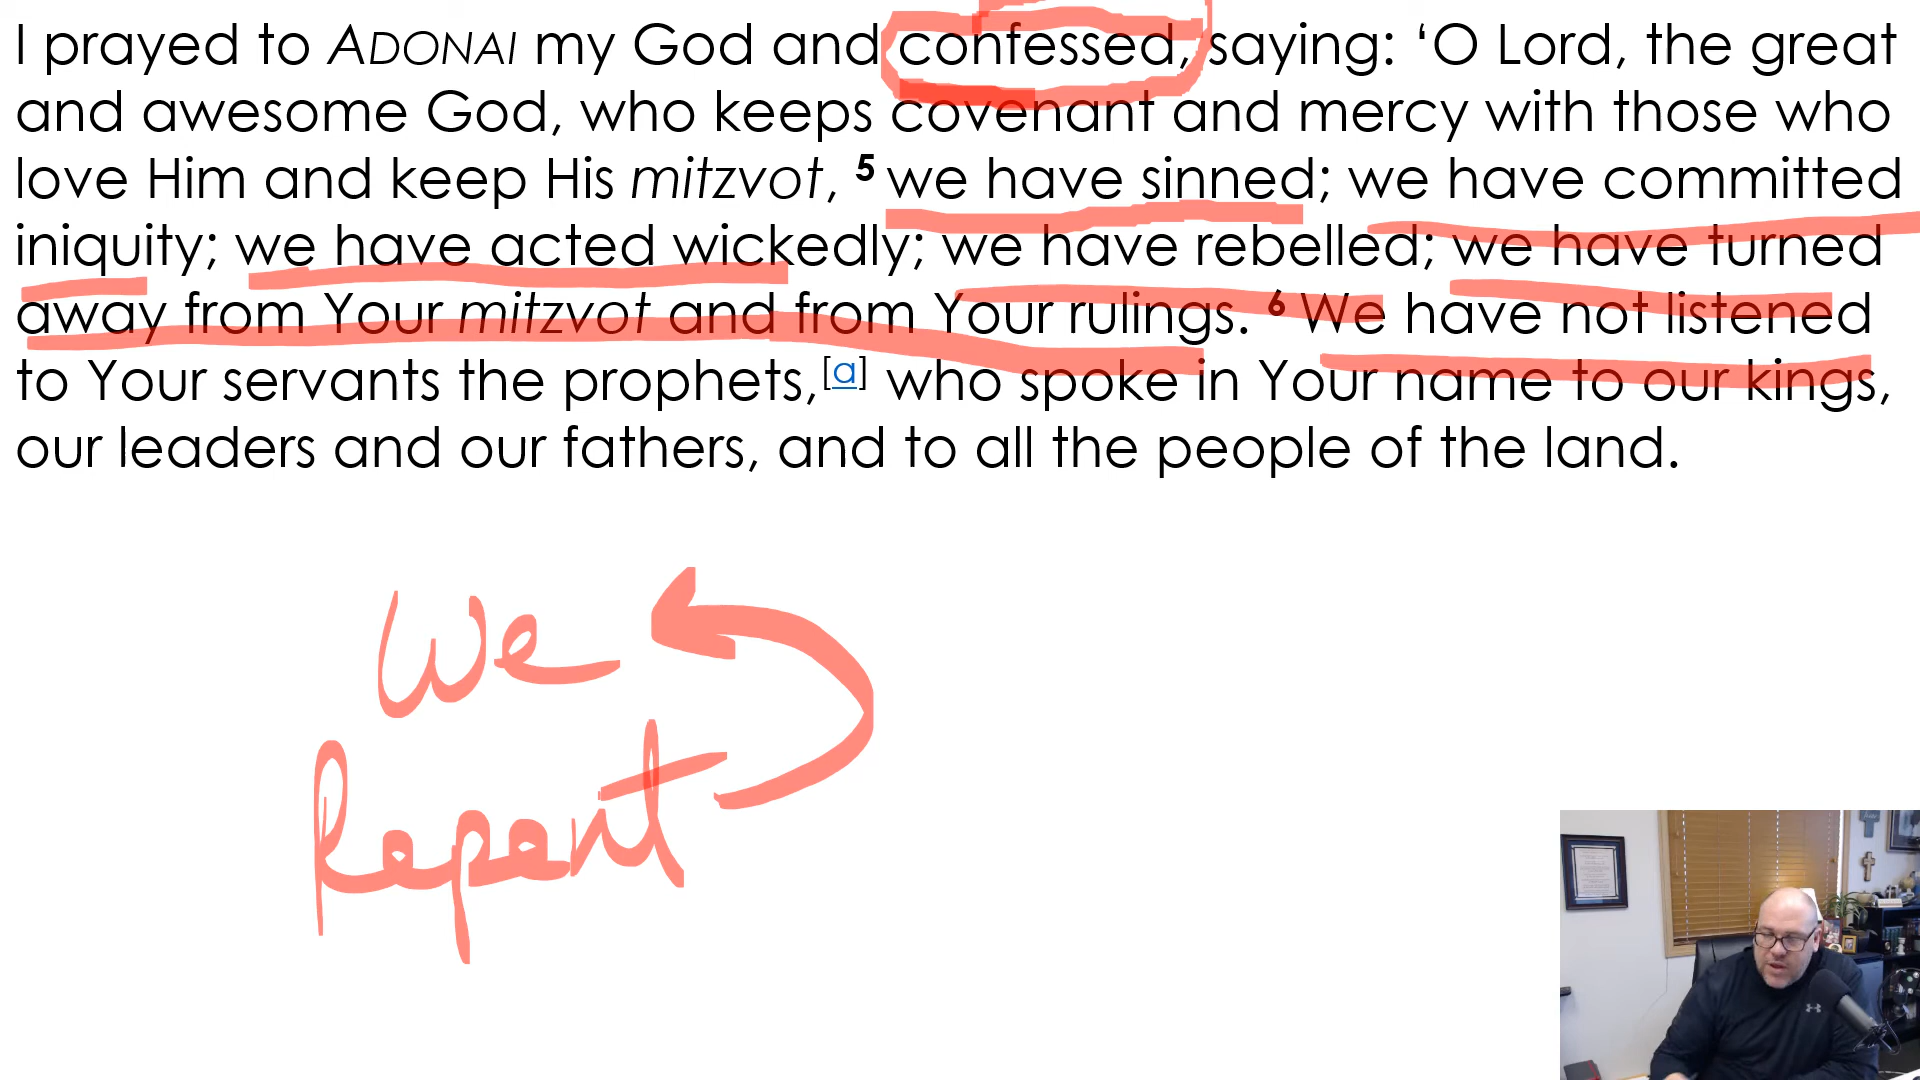 I prayed to ADONAI my God and confessed, saying: ‘O Lord, the great
and awesome God, who keeps covenant and mercy with those who
love Him and keep His mitzvot, 5 we have sinned; we have committed
iniquity; we have acted wickedly; we have rebelled; we have turned
away from Your mitzvot and from Your rulings. 6 We have not listened
to Your servants the prophets,[a] who spoke in Your name to our kings,
our leaders and our fathers, and to all the people of the land.
We
Repent